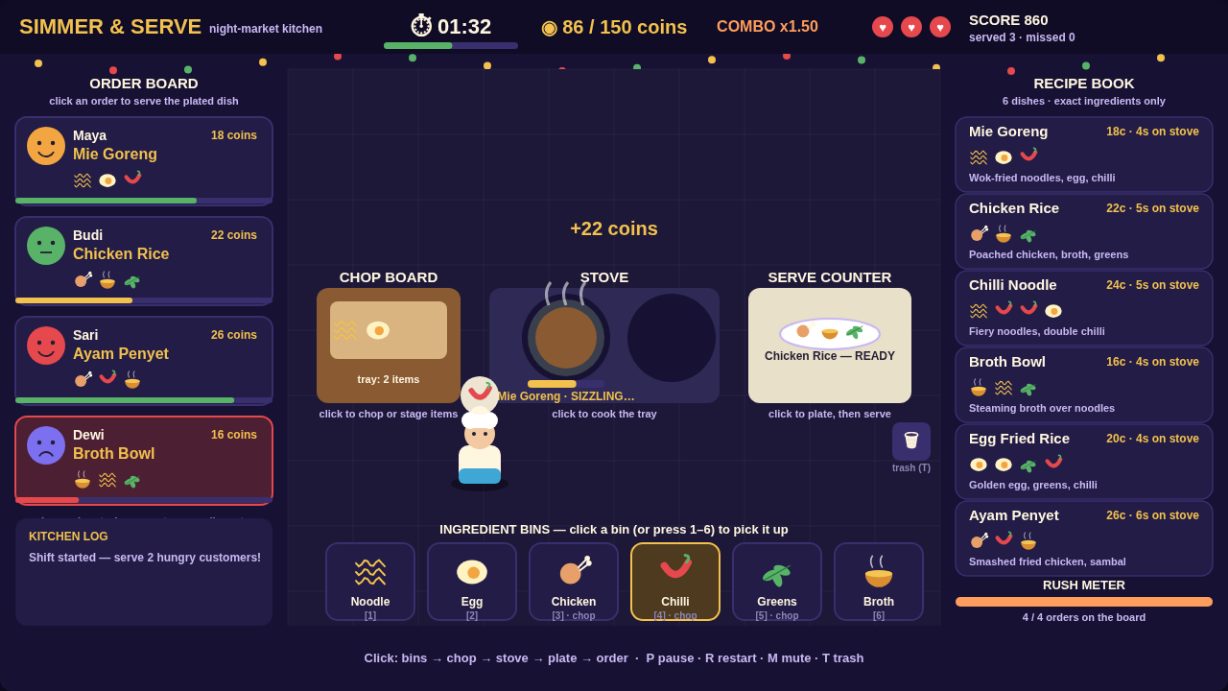 SIMMER & SERVE night-market kitchen
01:32
86 / 150 coins
COMBO x1.50
SCORE 860
served 3 · missed 0
ORDER BOARD
click an order to serve the plated dish
Maya 18 coins
Mie Goreng
Budi 22 coins
Chicken Rice
Sari 26 coins
Ayam Penyet
Dewi 16 coins
Broth Bowl
KITCHEN LOG
Shift started — serve 2 hungry customers!
+22 coins
CHOP BOARD
tray: 2 items
click to chop or stage items
STOVE
Mie Goreng · SIZZLING…
click to cook the tray
SERVE COUNTER
Chicken Rice — READY
click to plate, then serve
trash (T)
INGREDIENT BINS — click a bin (or press 1–6) to pick it up
Noodle
[1]
Egg
[2]
Chicken
[3] · chop
Chilli
[4] · chop
Greens
[5] · chop
Broth
[6]
RECIPE BOOK
6 dishes · exact ingredients only
Mie Goreng 18c · 4s on stove
Wok-fried noodles, egg, chilli
Chicken Rice 22c · 5s on stove
Poached chicken, broth, greens
Chilli Noodle 24c · 5s on stove
Fiery noodles, double chilli
Broth Bowl 16c · 4s on stove
Steaming broth over noodles
Egg Fried Rice 20c · 4s on stove
Golden egg, greens, chilli
Ayam Penyet 26c · 6s on stove
Smashed fried chicken, sambal
RUSH METER
4 / 4 orders on the board
Click: bins → chop → stove → plate → order · P pause · R restart · M mute · T trash